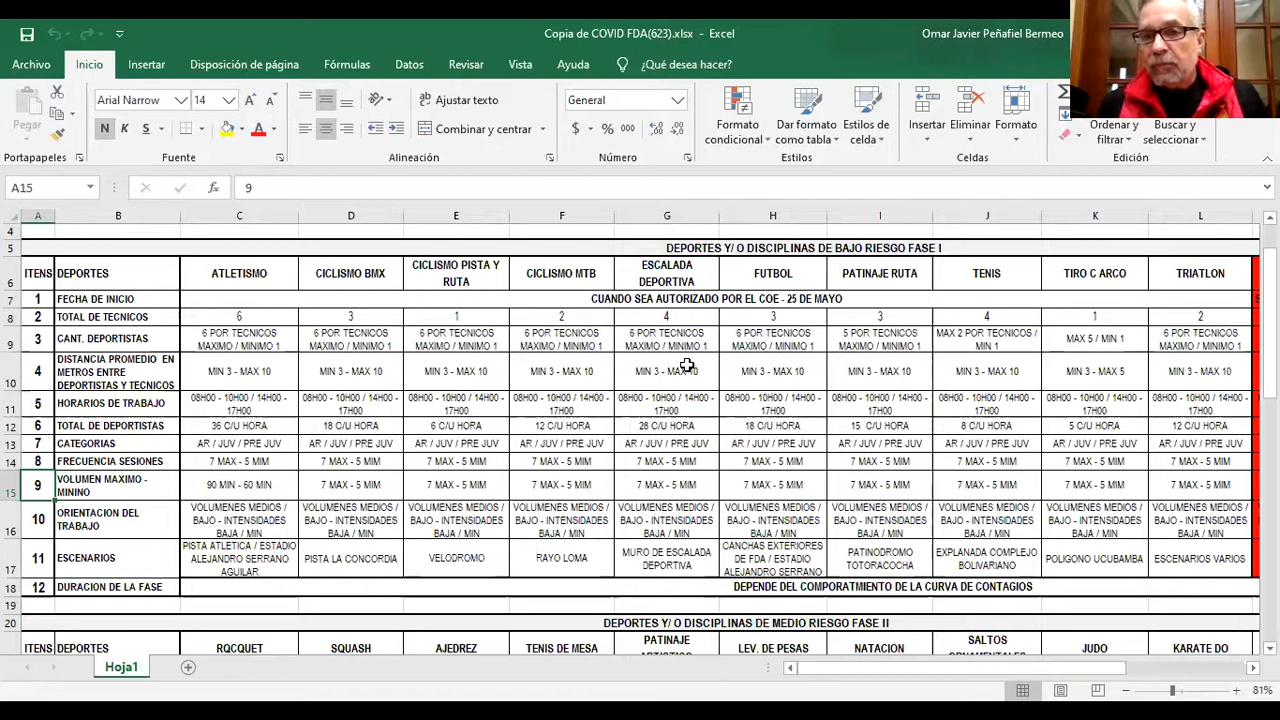 Copia de COVID FDA(623).xlsx - Excel
Omar Javier Peñafiel Bermeo
Archivo Inicio Insertar Disposición de página Fórmulas Datos Revisar Vista Ayuda ¿Qué desea hacer?
Pegar
Arial Narrow 14
N K S
Ajustar texto
Combinar y centrar
General
$ % 000
Formato condicional
Dar formato como tabla
Estilos de celda
Insertar Eliminar Formato
Ordenar y filtrar
Buscar y seleccionar
Portapapeles Fuente Alineación Número Estilos Celdas Edición
A15 fx 9
A B C D E F G H I J K L
4
5 DEPORTES Y/ O DISCIPLINAS DE BAJO RIESGO FASE I
6 ITENS DEPORTES ATLETISMO CICLISMO BMX CICLISMO PISTA Y RUTA CICLISMO MTB ESCALADA DEPORTIVA FUTBOL PATINAJE RUTA TENIS TIRO C ARCO TRIATLON
7 1 FECHA DE INICIO CUANDO SEA AUTORIZADO POR EL COE - 25 DE MAYO
8 2 TOTAL DE TECNICOS 6 3 1 2 4 3 3 4 1 2
9 3 CANT. DEPORTISTAS 6 POR TECNICOS MAXIMO / MINIMO 1 6 POR TECNICOS MAXIMO / MINIMO 1 6 POR TECNICOS MAXIMO / MINIMO 1 6 POR TECNICOS MAXIMO / MINIMO 1 6 POR TECNICOS MAXIMO / MINIMO 1 6 POR TECNICOS MAXIMO / MINIMO 1 5 POR TECNICOS MAXIMO / MINIMO 1 MAX 2 POR TECNICOS / MIN 1 MAX 5 / MIN 1 6 POR TECNICOS MAXIMO / MINIMO 1
10 4 DISTANCIA PROMEDIO EN METROS ENTRE DEPORTISTAS Y TECNICOS MIN 3 - MAX 10 MIN 3 - MAX 10 MIN 3 - MAX 10 MIN 3 - MAX 10 MIN 3 - MAX 10 MIN 3 - MAX 10 MIN 3 - MAX 10 MIN 3 - MAX 10 MIN 3 - MAX 5 MIN 3 - MAX 10
11 5 HORARIOS DE TRABAJO 08H00 - 10H00 / 14H00 - 17H00 08H00 - 10H00 / 14H00 - 17H00 08H00 - 10H00 / 14H00 - 17H00 08H00 - 10H00 / 14H00 - 17H00 08H00 - 10H00 / 14H00 - 17H00 08H00 - 10H00 / 14H00 - 17H00 08H00 - 10H00 / 14H00 - 17H00 08H00 - 10H00 / 14H00 - 17H00 08H00 - 10H00 / 14H00 - 17H00 08H00 - 10H00 / 14H00 - 17H00
12 6 TOTAL DE DEPORTISTAS 36 C/U HORA 18 C/U HORA 6 C/U HORA 12 C/U HORA 28 C/U HORA 18 C/U HORA 15 C/U HORA 8 C/U HORA 5 C/U HORA 12 C/U HORA
13 7 CATEGORIAS AR / JUV / PRE JUV AR / JUV / PRE JUV AR / JUV / PRE JUV AR / JUV / PRE JUV AR / JUV / PRE JUV AR / JUV / PRE JUV AR / JUV / PRE JUV AR / JUV / PRE JUV AR / JUV / PRE JUV AR / JUV / PRE JUV
14 8 FRECUENCIA SESIONES 7 MAX - 5 MIM 7 MAX - 5 MIM 7 MAX - 5 MIM 7 MAX - 5 MIM 7 MAX - 5 MIM 7 MAX - 5 MIM 7 MAX - 5 MIM 7 MAX - 5 MIM 7 MAX - 5 MIM 7 MAX - 5 MIM
15 9 VOLUMEN MAXIMO - MININO 90 MIN - 60 MIN 7 MAX - 5 MIM 7 MAX - 5 MIM 7 MAX - 5 MIM 7 MAX - 5 MIM 7 MAX - 5 MIM 7 MAX - 5 MIM 7 MAX - 5 MIM 7 MAX - 5 MIM 7 MAX - 5 MIM
16 10 ORIENTACION DEL TRABAJO VOLUMENES MEDIOS / BAJO - INTENSIDADES BAJA / MIN VOLUMENES MEDIOS / BAJO - INTENSIDADES BAJA / MIN VOLUMENES MEDIOS / BAJO - INTENSIDADES BAJA / MIN VOLUMENES MEDIOS / BAJO - INTENSIDADES BAJA / MIN VOLUMENES MEDIOS / BAJO - INTENSIDADES BAJA / MIN VOLUMENES MEDIOS / BAJO - INTENSIDADES BAJA / MIN VOLUMENES MEDIOS / BAJO - INTENSIDADES BAJA / MIN VOLUMENES MEDIOS / BAJO - INTENSIDADES BAJA / MIN VOLUMENES MEDIOS / BAJO - INTENSIDADES BAJA / MIN VOLUMENES MEDIOS / BAJO - INTENSIDADES BAJA / MIN
17 11 ESCENARIOS PISTA ATLETICA / ESTADIO ALEJANDRO SERRANO AGUILAR PISTA LA CONCORDIA VELODROMO RAYO LOMA MURO DE ESCALADA DEPORTIVA CANCHAS EXTERIORES DE FDA / ESTADIO ALEJANDRO SERRANO PATINODROMO TOTORACOCHA EXPLANADA COMPLEJO BOLIVARIANO POLIGONO UCUBAMBA ESCENARIOS VARIOS
18 12 DURACION DE LA FASE DEPENDE DEL COMPORATMIENTO DE LA CURVA DE CONTAGIOS
19
20 DEPORTES Y/ O DISCIPLINAS DE MEDIO RIESGO FASE II
ITENS DEPORTES RQCQUET SQUASH AJEDREZ TENIS DE MESA PATINAJE LEV. DE PESAS NATACION SALTOS JUDO KARATE DO
Hoja1
81%